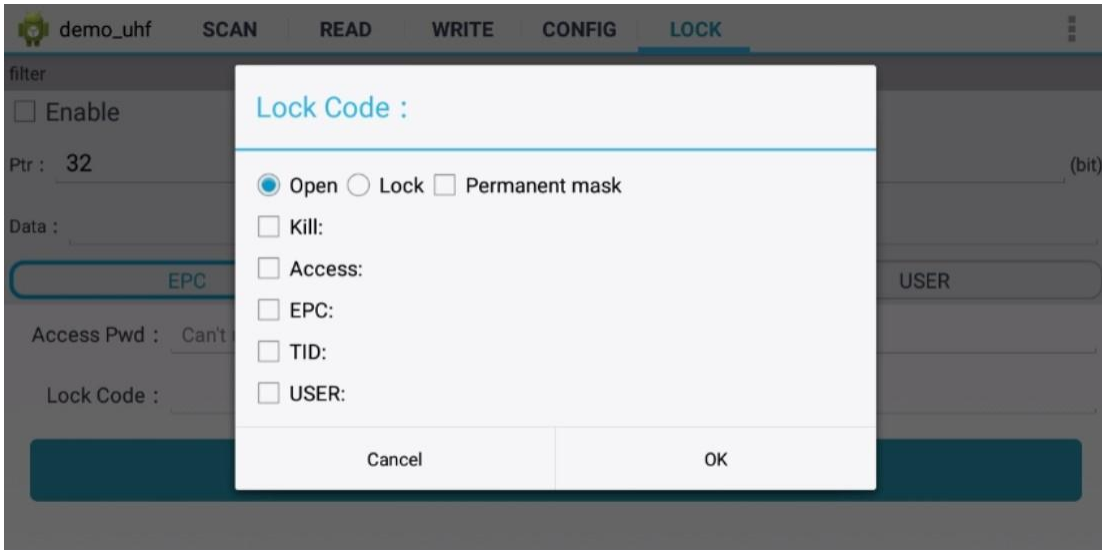 demo_uhf SCAN READ WRITE CONFIG LOCK
filter
Enable
Ptr : 32 (bit)
Data :
EPC USER
Access Pwd : Can't
Lock Code :
Lock Code :
Open Lock Permanent mask
Kill:
Access:
EPC:
TID:
USER:
Cancel OK